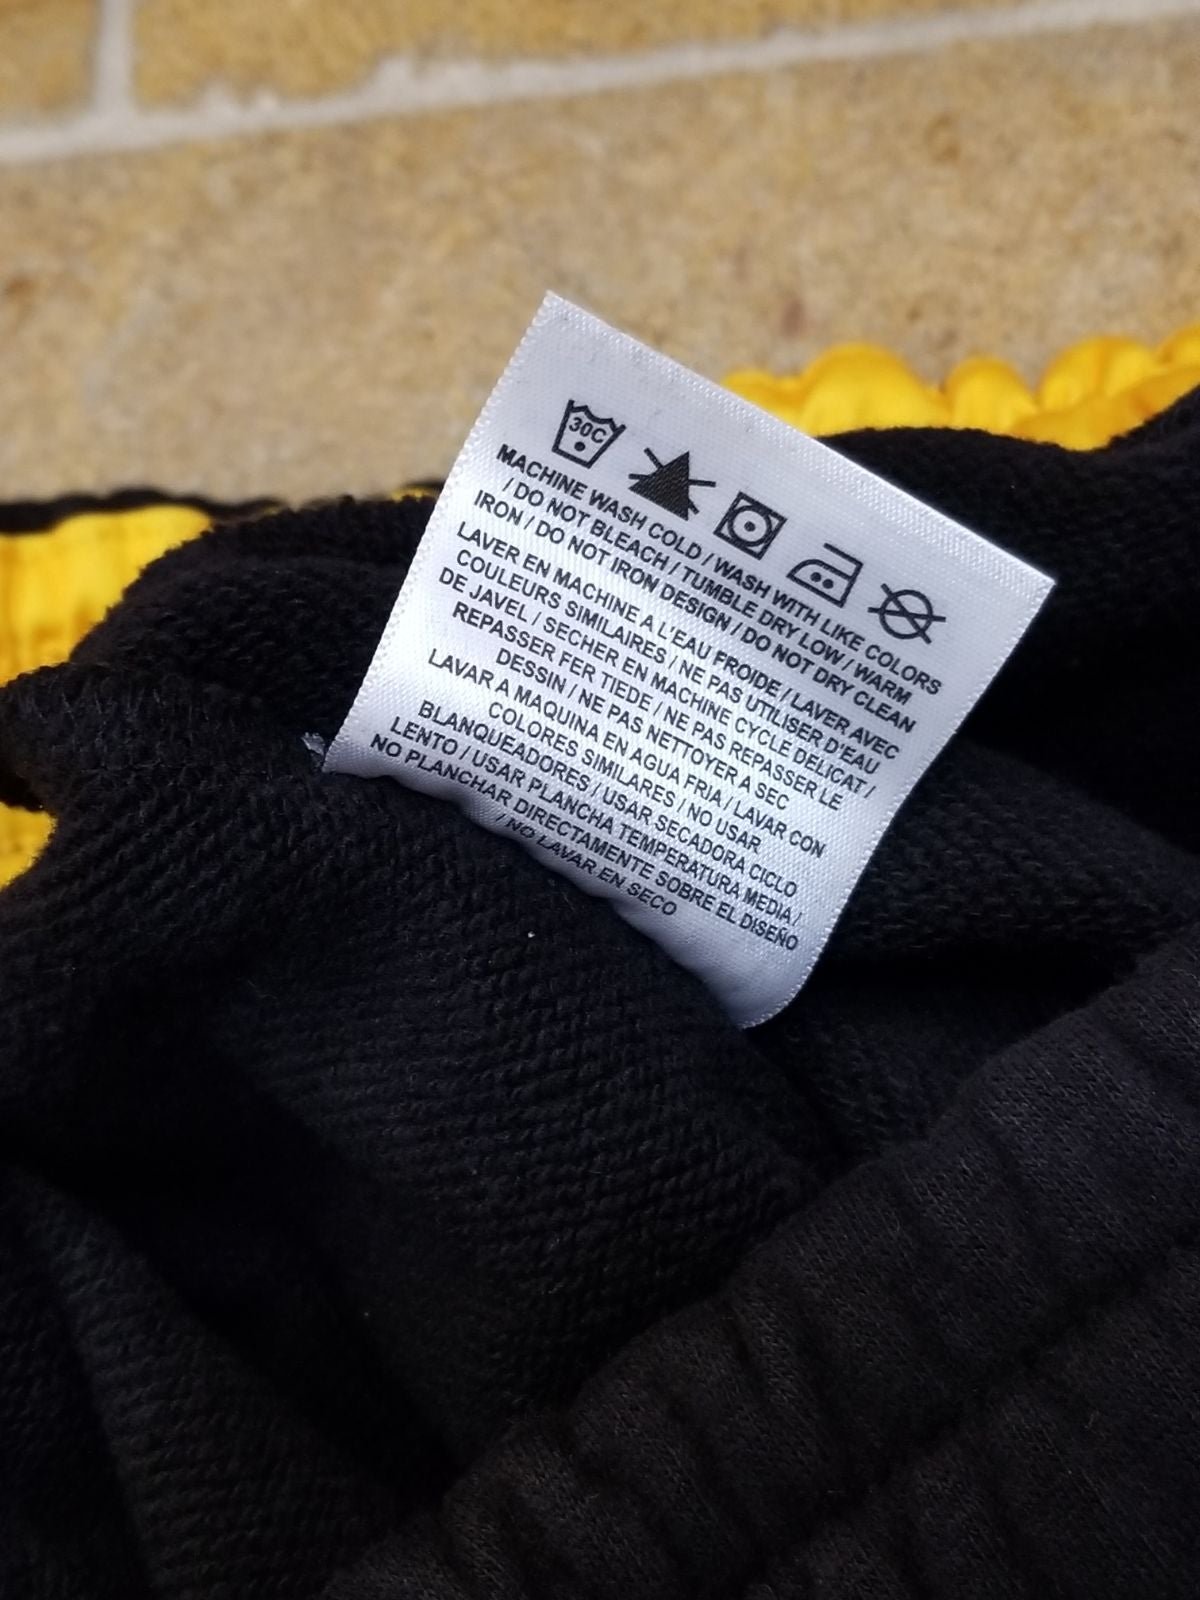 30C
MACHINE WASH COLD / WASH WITH LIKE COLORS
/ DO NOT BLEACH / TUMBLE DRY LOW / WARM
IRON / DO NOT IRON DESIGN / DO NOT DRY CLEAN
LAVER EN MACHINE A L'EAU FROIDE / LAVER AVEC
COULEURS SIMILAIRES / NE PAS UTILISER D'EAU
DE JAVEL / SECHER EN MACHINE CYCLE DELICAT /
REPASSER FER TIEDE / NE PAS REPASSER LE
DESSIN / NE PAS NETTOYER A SEC
LAVAR A MAQUINA EN AGUA FRIA / LAVAR CON
COLORES SIMILARES / NO USAR
BLANQUEADORES / USAR SECADORA CICLO
LENTO / USAR PLANCHA TEMPERATURA MEDIA /
NO PLANCHAR DIRECTAMENTE SOBRE EL DISEÑO
/ NO LAVAR EN SECO